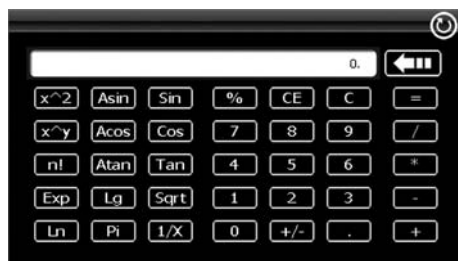 0.
x^2 Asin Sin % CE C =
x^y Acos Cos 7 8 9 /
n! Atan Tan 4 5 6 *
Exp Lg Sqrt 1 2 3 -
Ln Pi 1/X 0 +/- . +